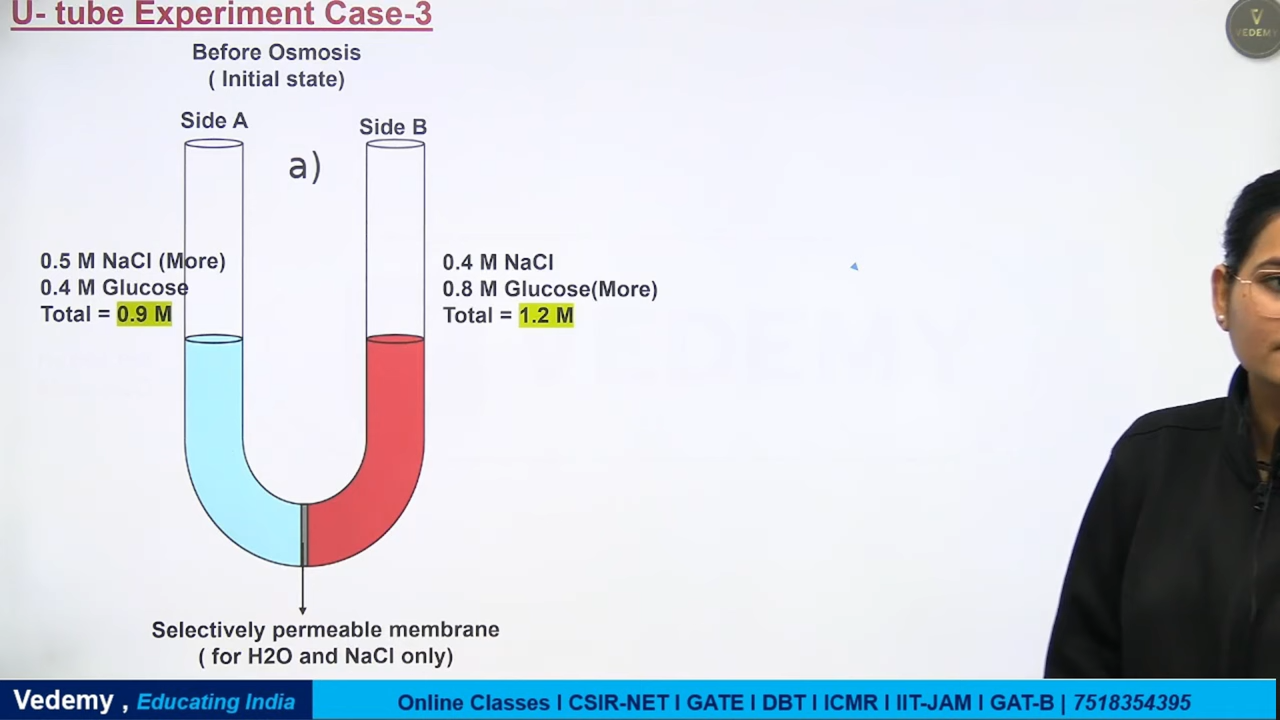 U- tube Experiment Case-3
VEDEMY
Before Osmosis
( Initial state)
Side A
Side B
a)
0.5 M NaCl (More)
0.4 M Glucose
Total = 0.9 M
0.4 M NaCl
0.8 M Glucose(More)
Total = 1.2 M
VEDEMY
Selectively permeable membrane
( for H2O and NaCl only)
Vedemy , Educating India
Online Classes I CSIR-NET I GATE I DBT I ICMR I IIT-JAM I GAT-B | 7518354395